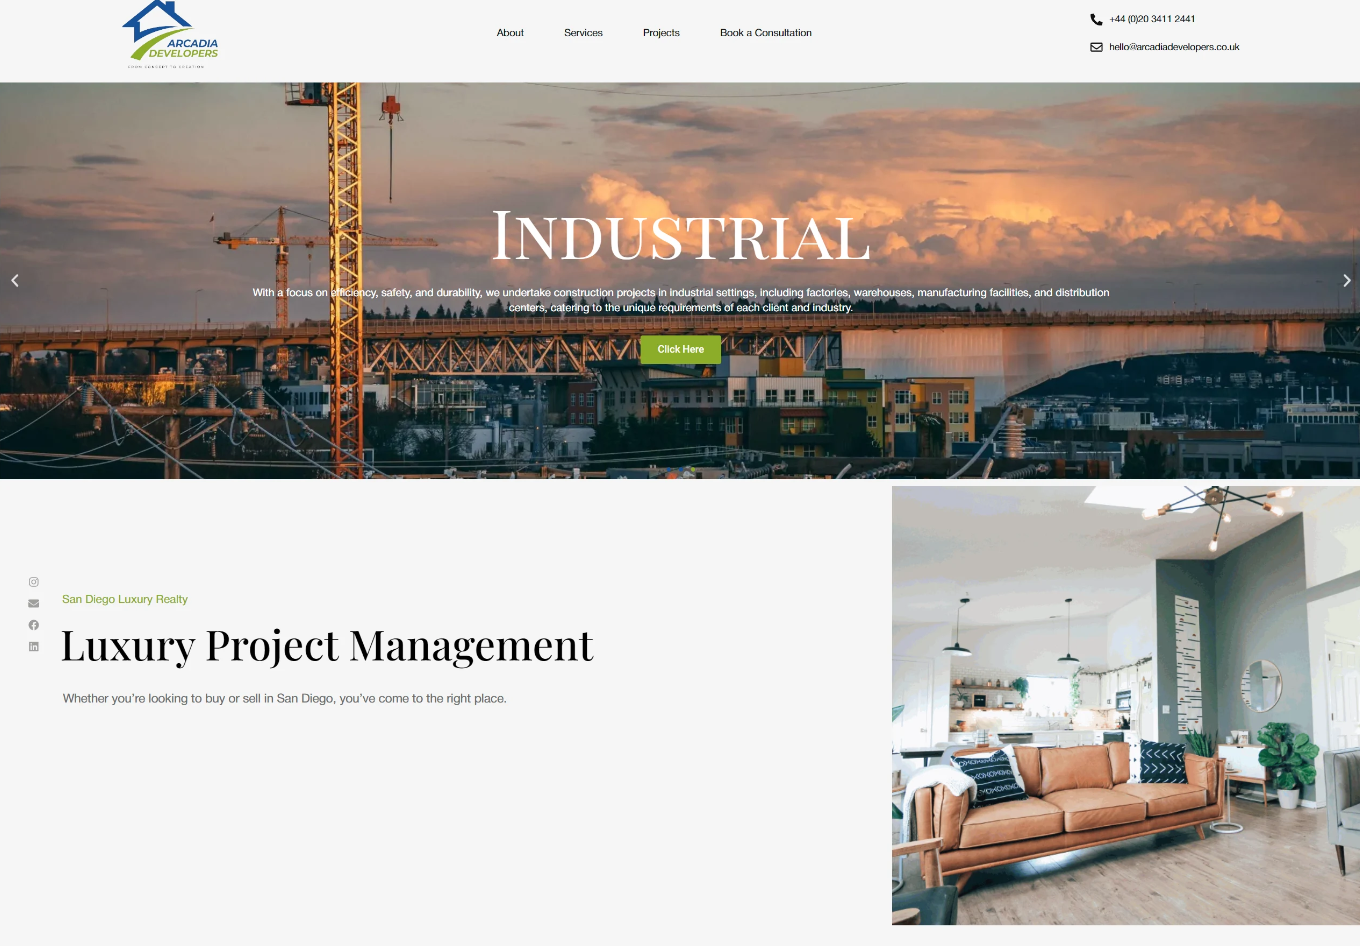 ARCADIA
DEVELOPERS
FROM CONCEPT TO CREATION
About
Services
Projects
Book a Consultation
+44 (0)20 3411 2441
hello@arcadiadevelopers.co.uk
INDUSTRIAL
With a focus on efficiency, safety, and durability, we undertake construction projects in industrial settings, including factories, warehouses, manufacturing facilities, and distribution
centers, catering to the unique requirements of each client and industry.
Click Here
San Diego Luxury Realty
Luxury Project Management
Whether you’re looking to buy or sell in San Diego, you’ve come to the right place.